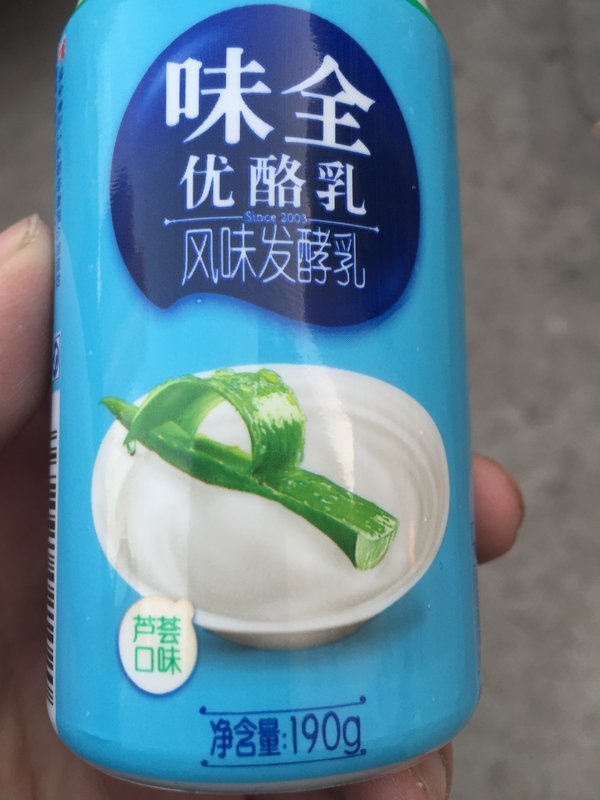 味全
优酪乳
Since 2003
风味发酵乳
芦荟
口味
净含量:190g